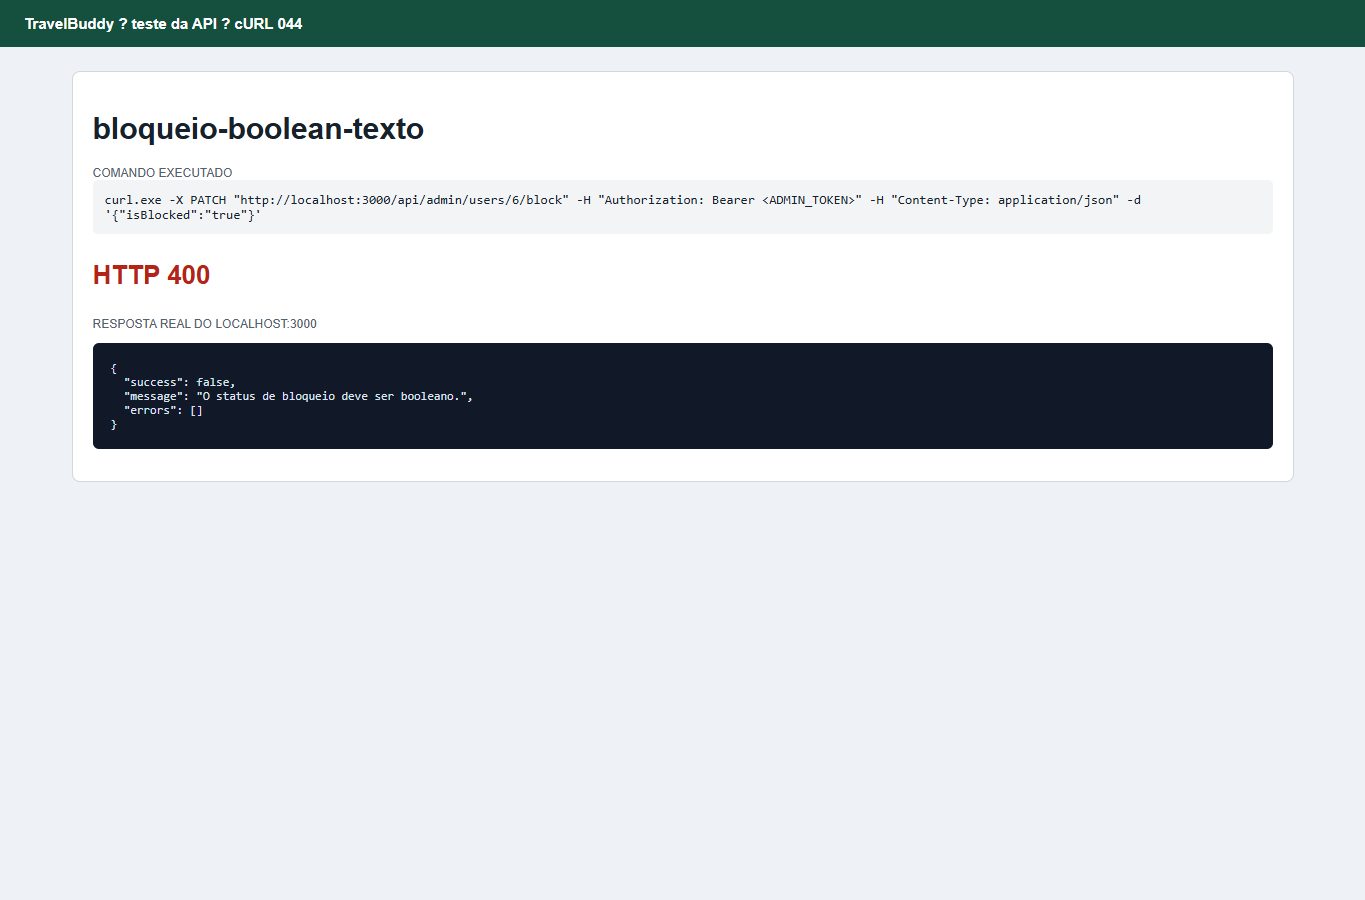 TravelBuddy ? teste da API ? cURL 044
bloqueio-boolean-texto
COMANDO EXECUTADO
curl.exe -X PATCH "http://localhost:3000/api/admin/users/6/block" -H "Authorization: Bearer <ADMIN_TOKEN>" -H "Content-Type: application/json" -d
'{"isBlocked":"true"}'
HTTP 400
RESPOSTA REAL DO LOCALHOST:3000
{
  "success": false,
  "message": "O status de bloqueio deve ser booleano.",
  "errors": []
}